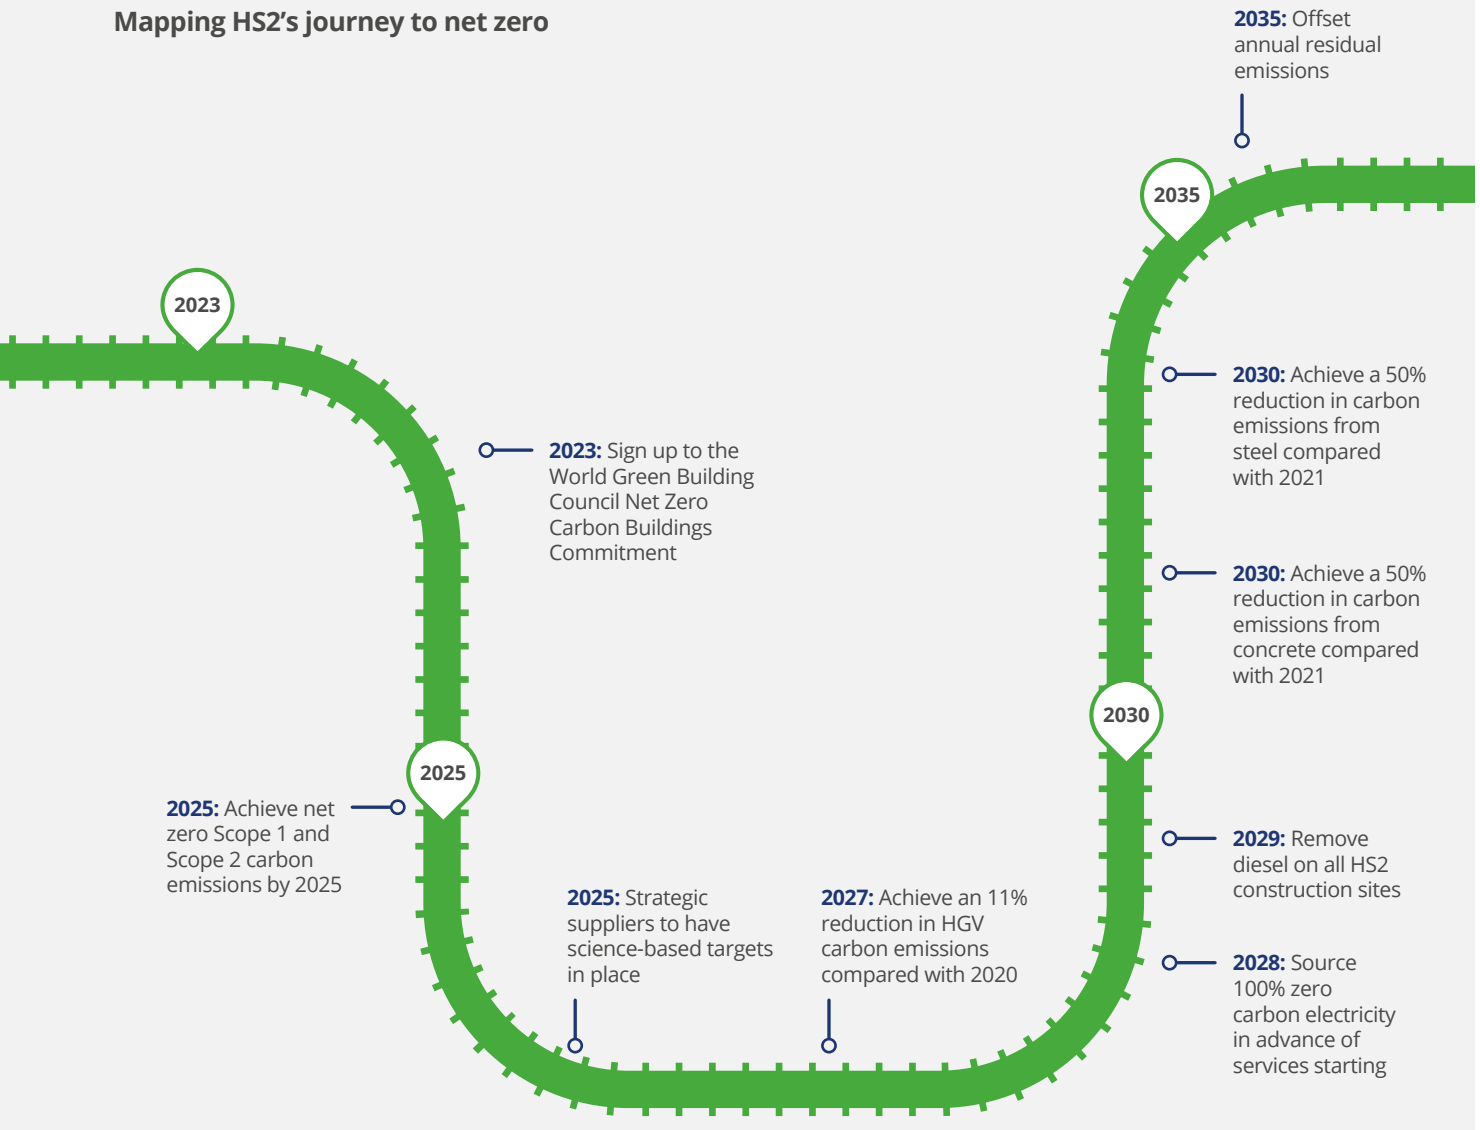 Mapping HS2’s journey to net zero
2023
2023: Sign up to the
World Green Building
Council Net Zero
Carbon Buildings
Commitment
2025
2025: Achieve net
zero Scope 1 and
Scope 2 carbon
emissions by 2025
2025: Strategic
suppliers to have
science-based targets
in place
2027: Achieve an 11%
reduction in HGV
carbon emissions
compared with 2020
2028: Source
100% zero
carbon electricity
in advance of
services starting
2029: Remove
diesel on all HS2
construction sites
2030
2030: Achieve a 50%
reduction in carbon
emissions from
concrete compared
with 2021
2030: Achieve a 50%
reduction in carbon
emissions from
steel compared
with 2021
2035
2035: Offset
annual residual
emissions